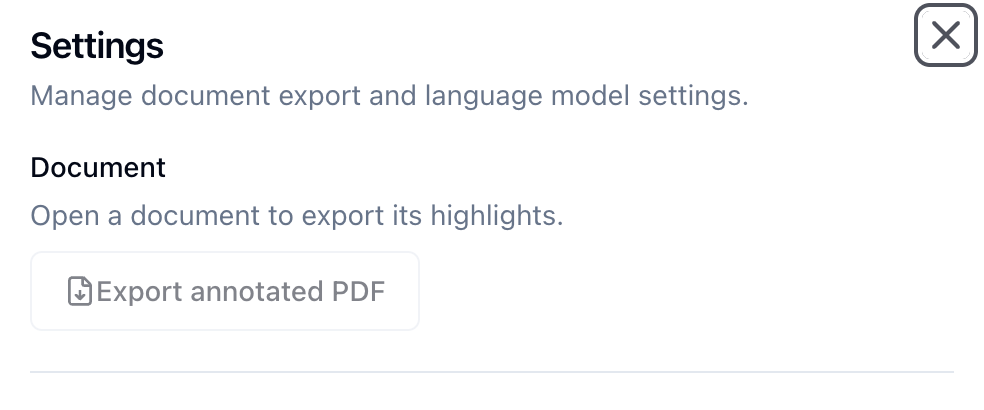 Settings
Manage document export and language model settings.
Document
Open a document to export its highlights.
Export annotated PDF